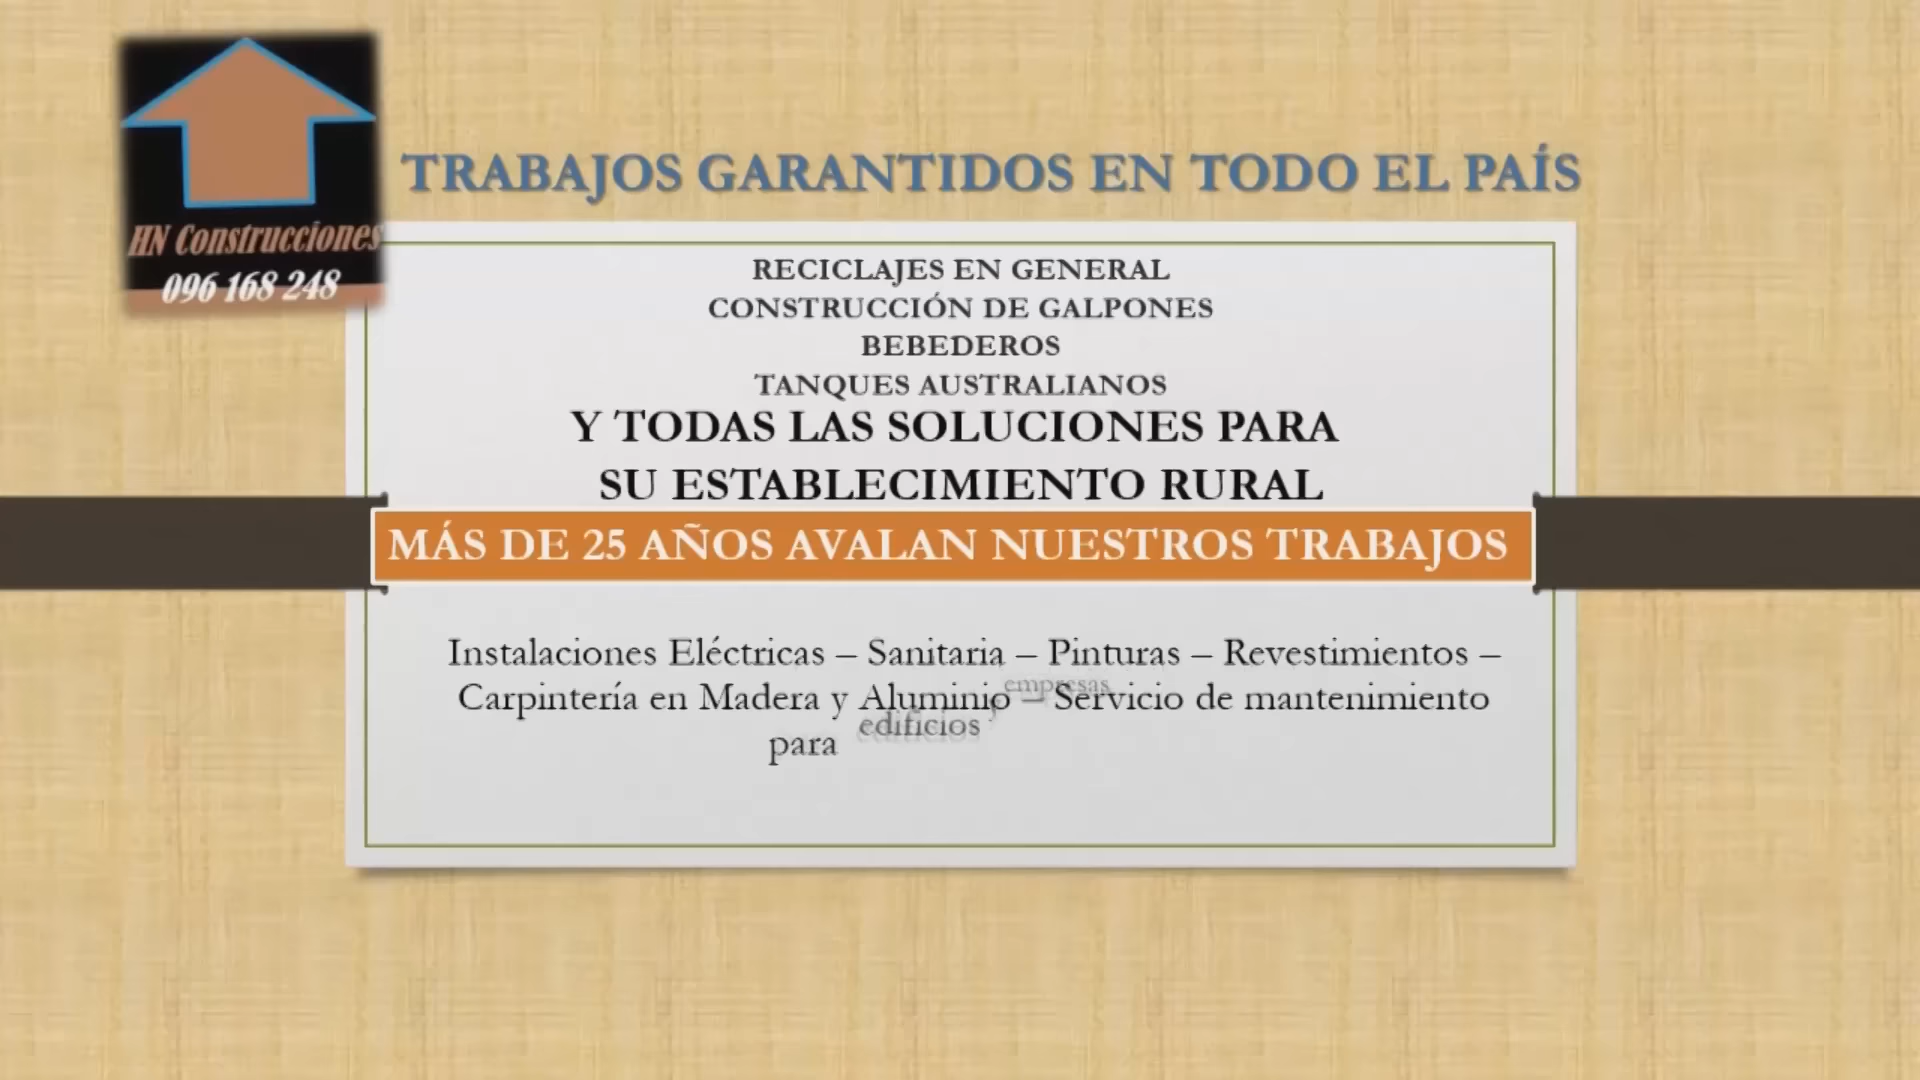 HN Construcciones
096 168 248
TRABAJOS GARANTIDOS EN TODO EL PAÍS
RECICLAJES EN GENERAL
CONSTRUCCIÓN DE GALPONES
BEBEDEROS
TANQUES AUSTRALIANOS
Y TODAS LAS SOLUCIONES PARA
SU ESTABLECIMIENTO RURAL
MÁS DE 25 AÑOS AVALAN NUESTROS TRABAJOS
Instalaciones Eléctricas – Sanitaria – Pinturas – Revestimientos –
Carpintería en Madera y Aluminio – Servicio de mantenimiento
para edificios y empresas